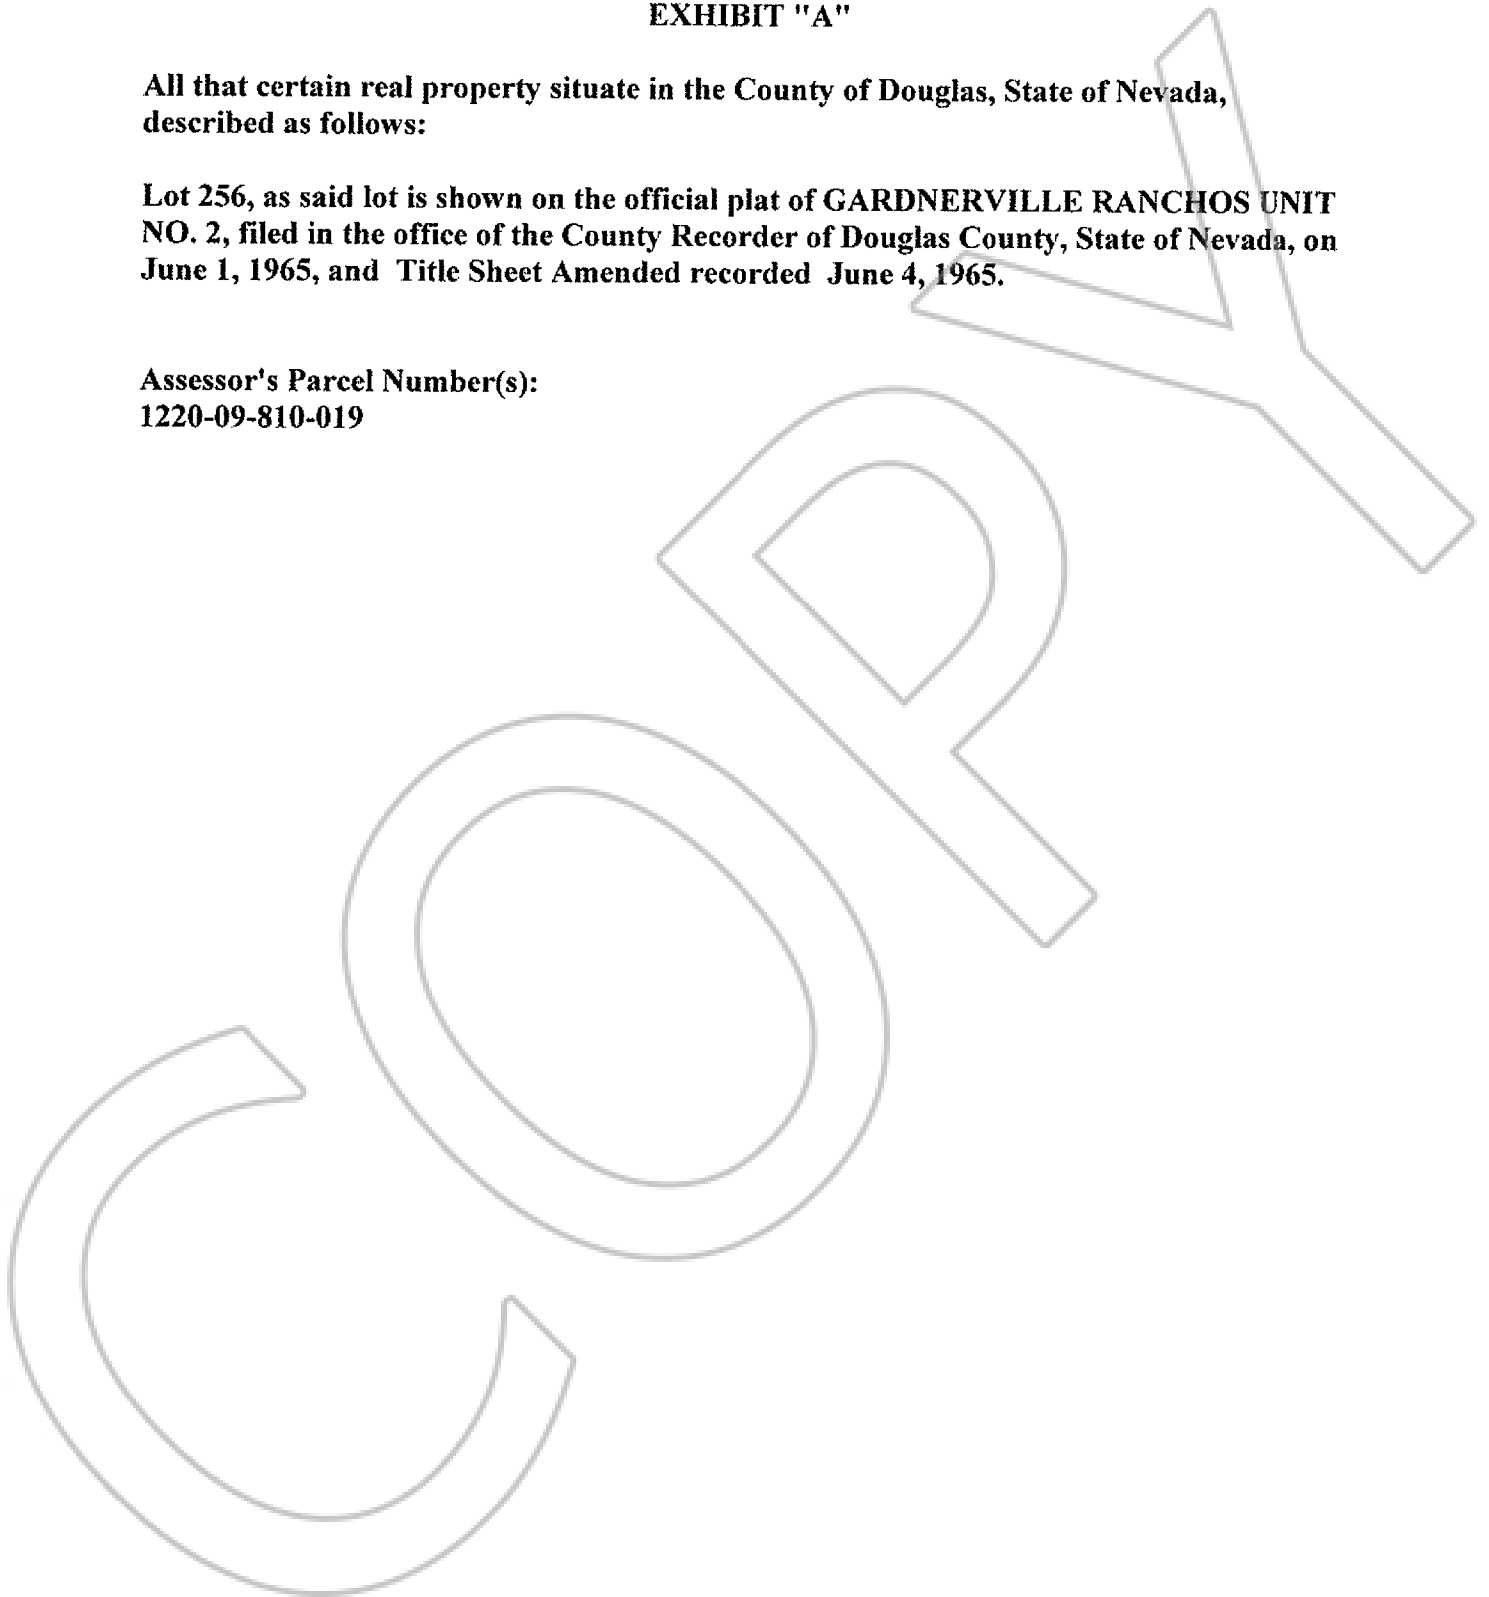 EXHIBIT "A"
All that certain real property situate in the County of Douglas, State of Nevada,
described as follows:
Lot 256, as said lot is shown on the official plat of GARDNERVILLE RANCHOS UNIT
NO. 2, filed in the office of the County Recorder of Douglas County, State of Nevada, on
June 1, 1965, and  Title Sheet Amended recorded  June 4, 1965.
Assessor's Parcel Number(s):
1220-09-810-019
COPY